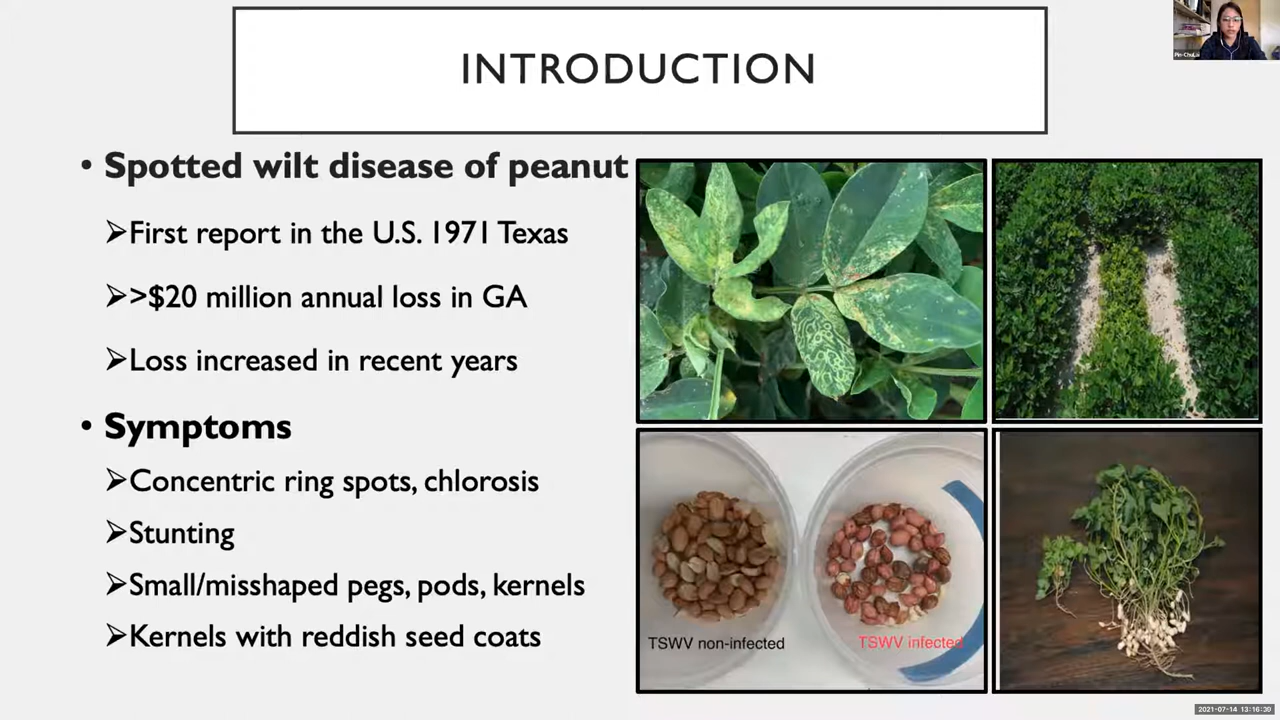 INTRODUCTION
• Spotted wilt disease of peanut
➢First report in the U.S. 1971 Texas
➢>$20 million annual loss in GA
➢Loss increased in recent years
• Symptoms
➢Concentric ring spots, chlorosis
➢Stunting
➢Small/misshaped pegs, pods, kernels
➢Kernels with reddish seed coats
TSWV non-infected
TSWV infected
2021-07-14 13:16:39